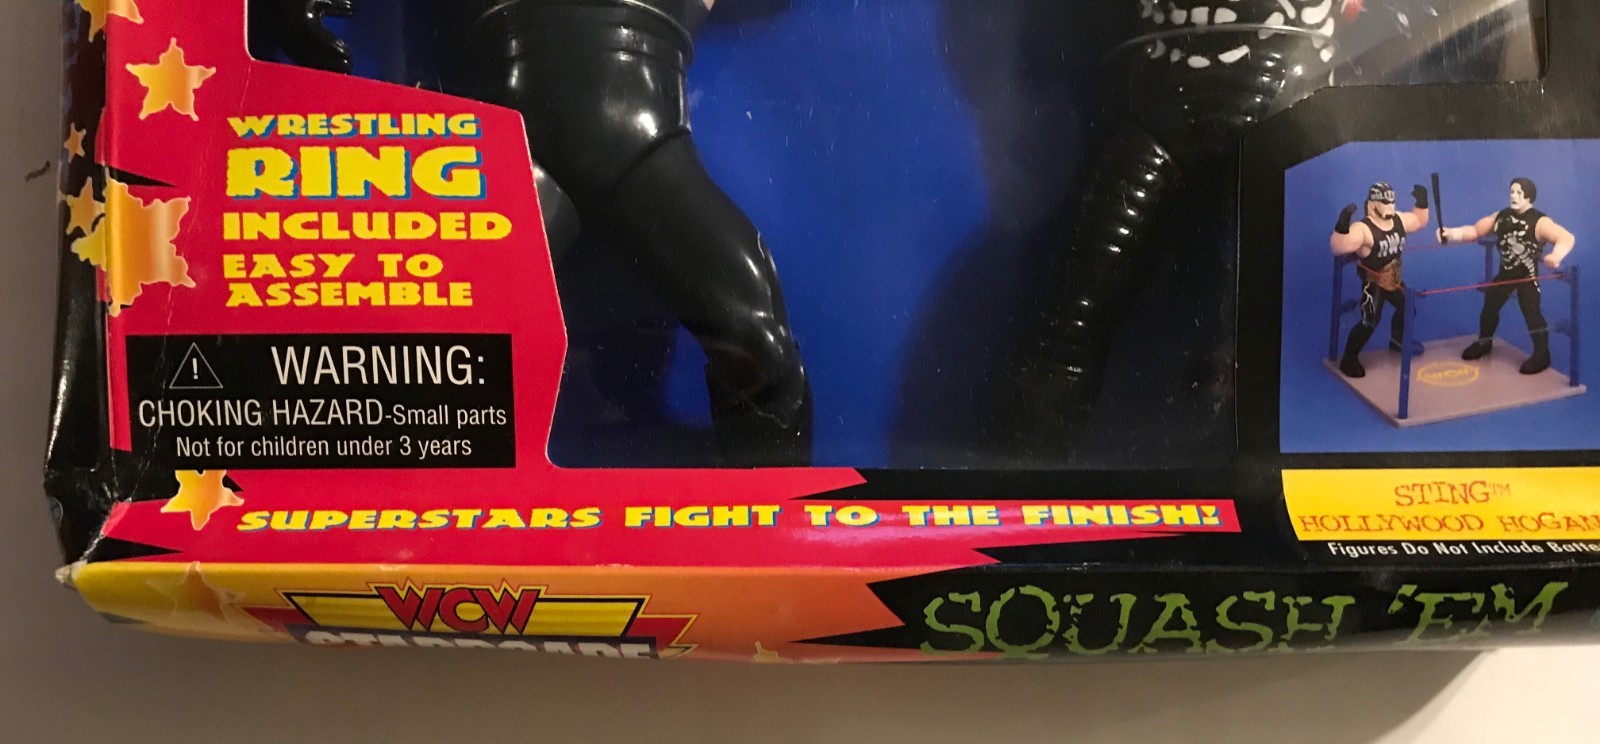 WRESTLING
RING
INCLUDED
EASY TO
ASSEMBLE
WARNING:
CHOKING HAZARD-Small parts
Not for children under 3 years
SUPERSTARS FIGHT TO THE FINISH!
STING™
HOLLYWOOD HOGAN
Figures Do Not Include
WCW
SQUASH 'EM